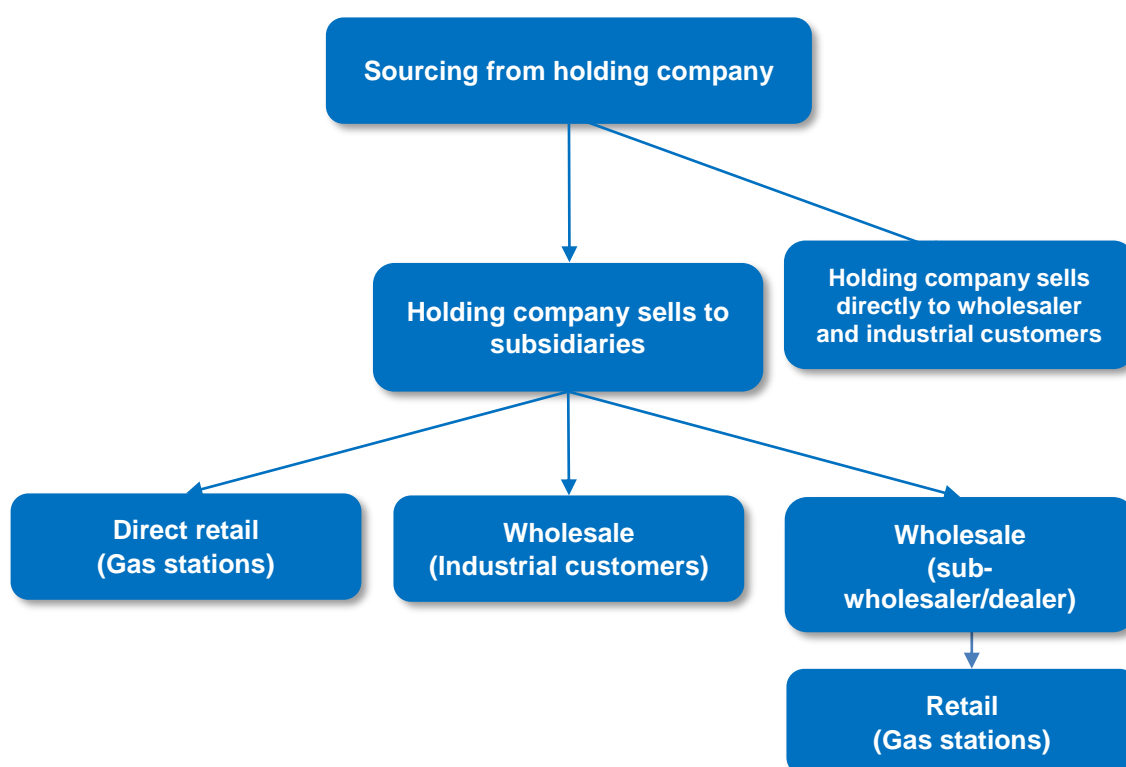 Sourcing from holding company
Holding company sells
directly to wholesaler
and industrial customers
Holding company sells to
subsidiaries
Direct retail
(Gas stations)
Wholesale
(Industrial customers)
Wholesale
(sub-
wholesaler/dealer)
Retail
(Gas stations)